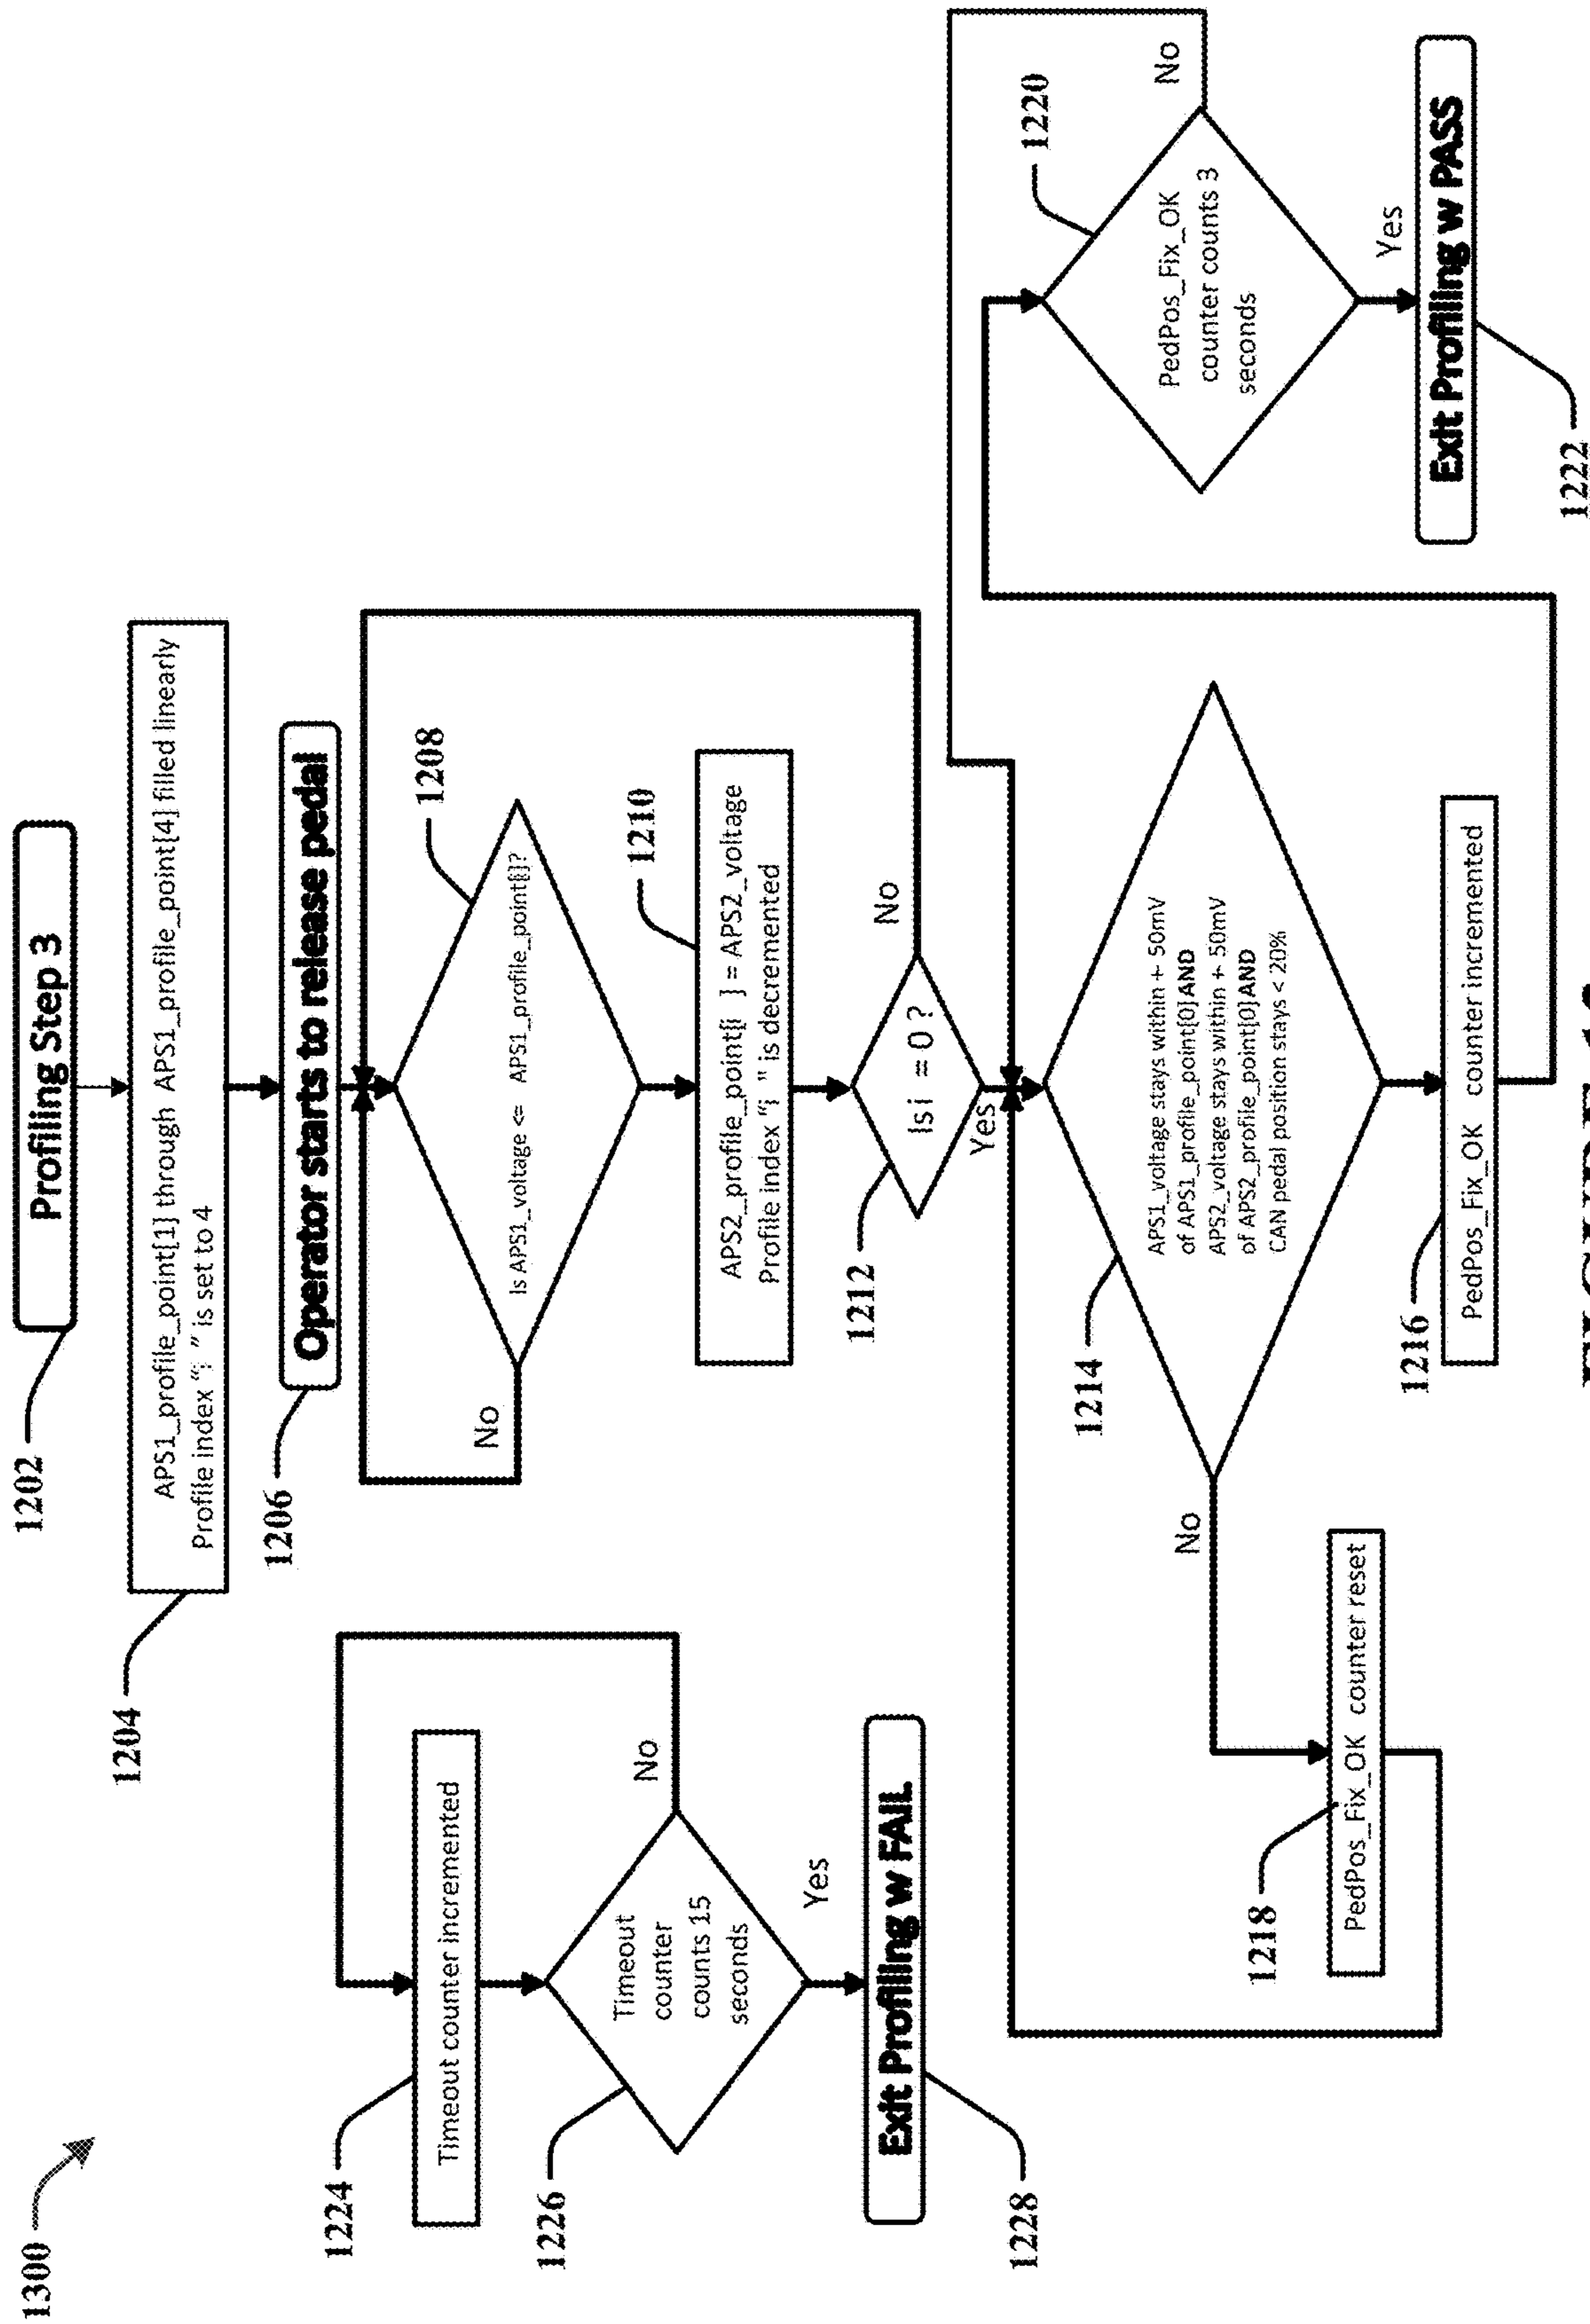 1300
1202
Profiling Step 3
1204
APS1_profile_point[1] through APS1_profile_point[4] filled linearly
Profile index "i" is set to 4
1206
Operator starts to release pedal
1208
Is APS1_voltage <= APS1_profile_point[i]?
No
1210
APS2_profile_point[i ] = APS2_voltage
Profile index "i " is decremented
1212
Is i = 0 ?
No
Yes
1214
APS1_voltage stays within + 50mV
of APS1_profile_point[0] AND
APS2_voltage stays within + 50mV
of APS2_profile_point[0] AND
CAN pedal position stays < 20%
No
1216
PedPos_Fix_OK counter incremented
1218
PedPos_Fix_OK counter reset
1220
PedPos_Fix_OK
counter counts 3
seconds
No
Yes
Exit Profiling w PASS
1222
1224
Timeout counter incremented
1226
Timeout
counter
counts 15
seconds
No
Yes
Exit Profiling w FAIL
1228